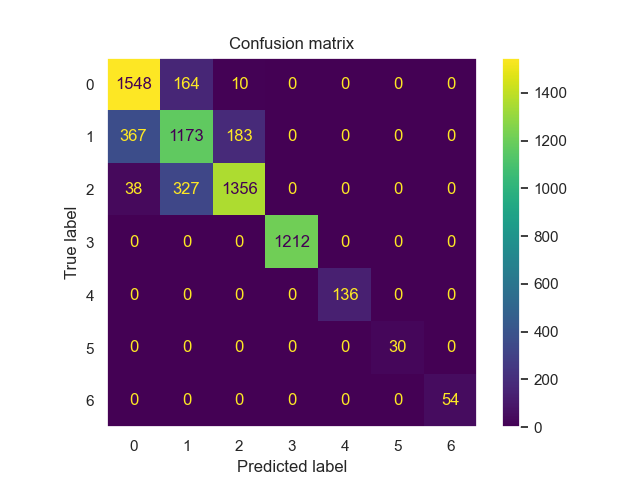 Confusion matrix
0 1548 164 10 0 0 0 0
1 367 1173 183 0 0 0 0
2 38 327 1356 0 0 0 0
3 0 0 0 1212 0 0 0
4 0 0 0 0 136 0 0
5 0 0 0 0 0 30 0
6 0 0 0 0 0 0 54
0 1 2 3 4 5 6
Predicted label
True label
1400
1200
1000
800
600
400
200
0